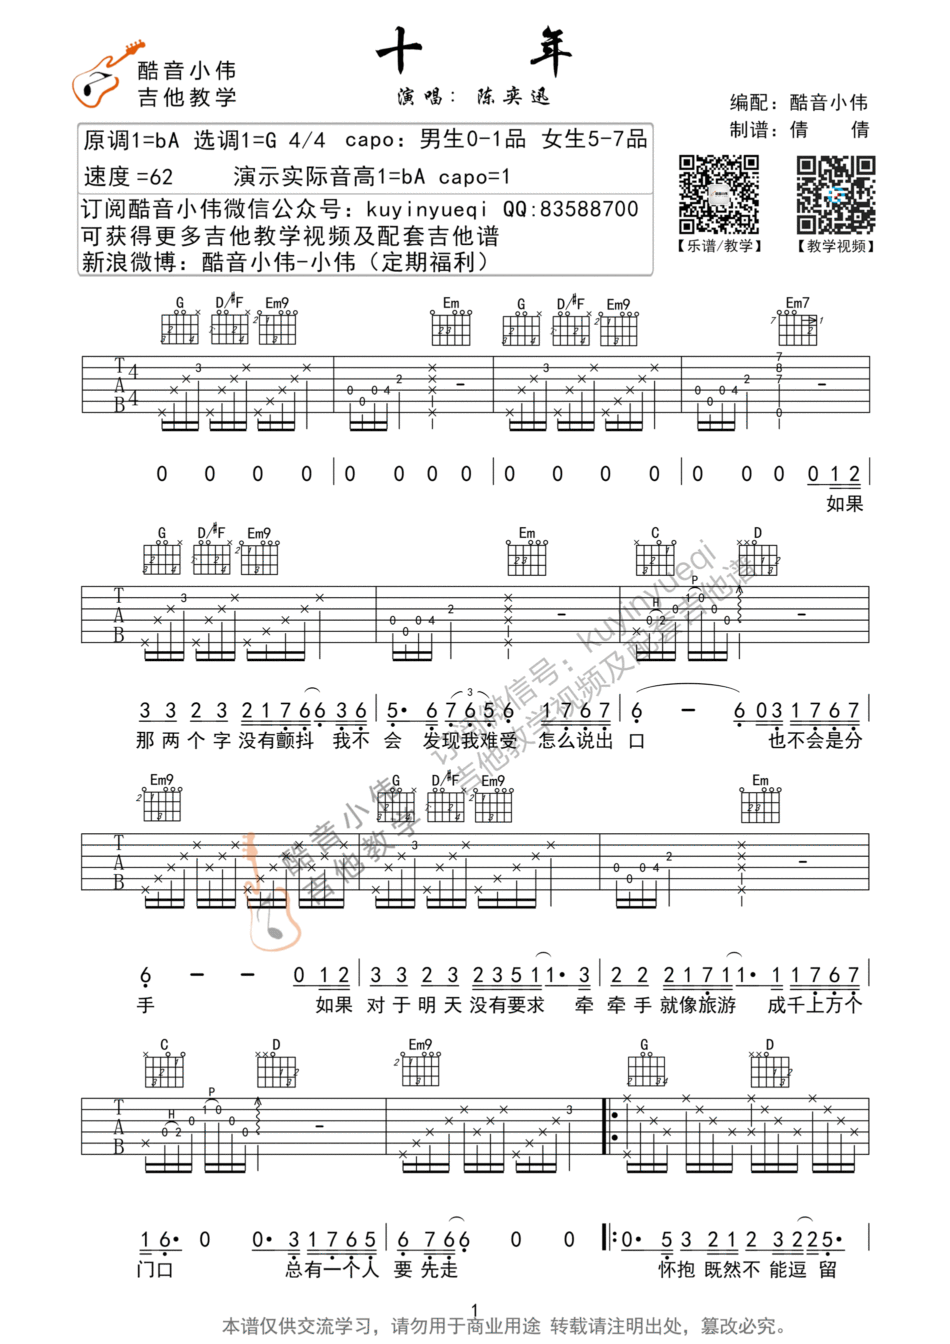 十 年
演唱：陈奕迅
酷音小伟
吉他教学
编配：酷音小伟
制谱：倩 倩
原调1=bA 选调1=G 4/4 capo：男生0-1品 女生5-7品
速度=62 演示实际音高1=bA capo=1
订阅酷音小伟微信公众号：kuyinyueqi QQ:83588700
可获得更多吉他教学视频及配套吉他谱
新浪微博：酷音小伟-小伟（定期福利）
【乐谱/教学】 【教学视频】
G D/#F Em9 Em G D/#F Em9 Em7
T A B 4 4
0 0 0 0 | 0 0 0 0 | 0 0 0 0 | 0 0 0 0 1 2
如果
G D/#F Em9 Em C D
H P
T A B
3 3 2 3 2 1 7 6 6 3 6 | 5· 6 7 6 5 6 1 7 6 7 | 6 - 6 0 3 1 7 6 7
那两个字没有颤抖 我不 会 发现我难受 怎么说出 口 也不会是分
Em9 G D/#F Em9 Em
T A B
6 - - 0 1 2 | 3 3 2 3 2 3 5 1 1· 3 | 2 2 2 1 7 1 1· 1 1 7 6 7
手 如果 对于明天没有要求 牵 牵手就像旅游 成千上万个
C D Em9 G D
H P
T A B
1 6· 0 0· 3 1 7 6 5 | 6 7 6 6 0 0 | 0· 5 3 2 1 2 3 2 2 5·
门口 总有一个人 要 先走 怀抱既然不 能逗 留
订阅微信号：kuyinyueqi
吉他教学视频及配套吉他谱
酷音小伟
吉他教学
1
本谱仅供交流学习，请勿用于商业用途 转载请注明出处，篡改必究。